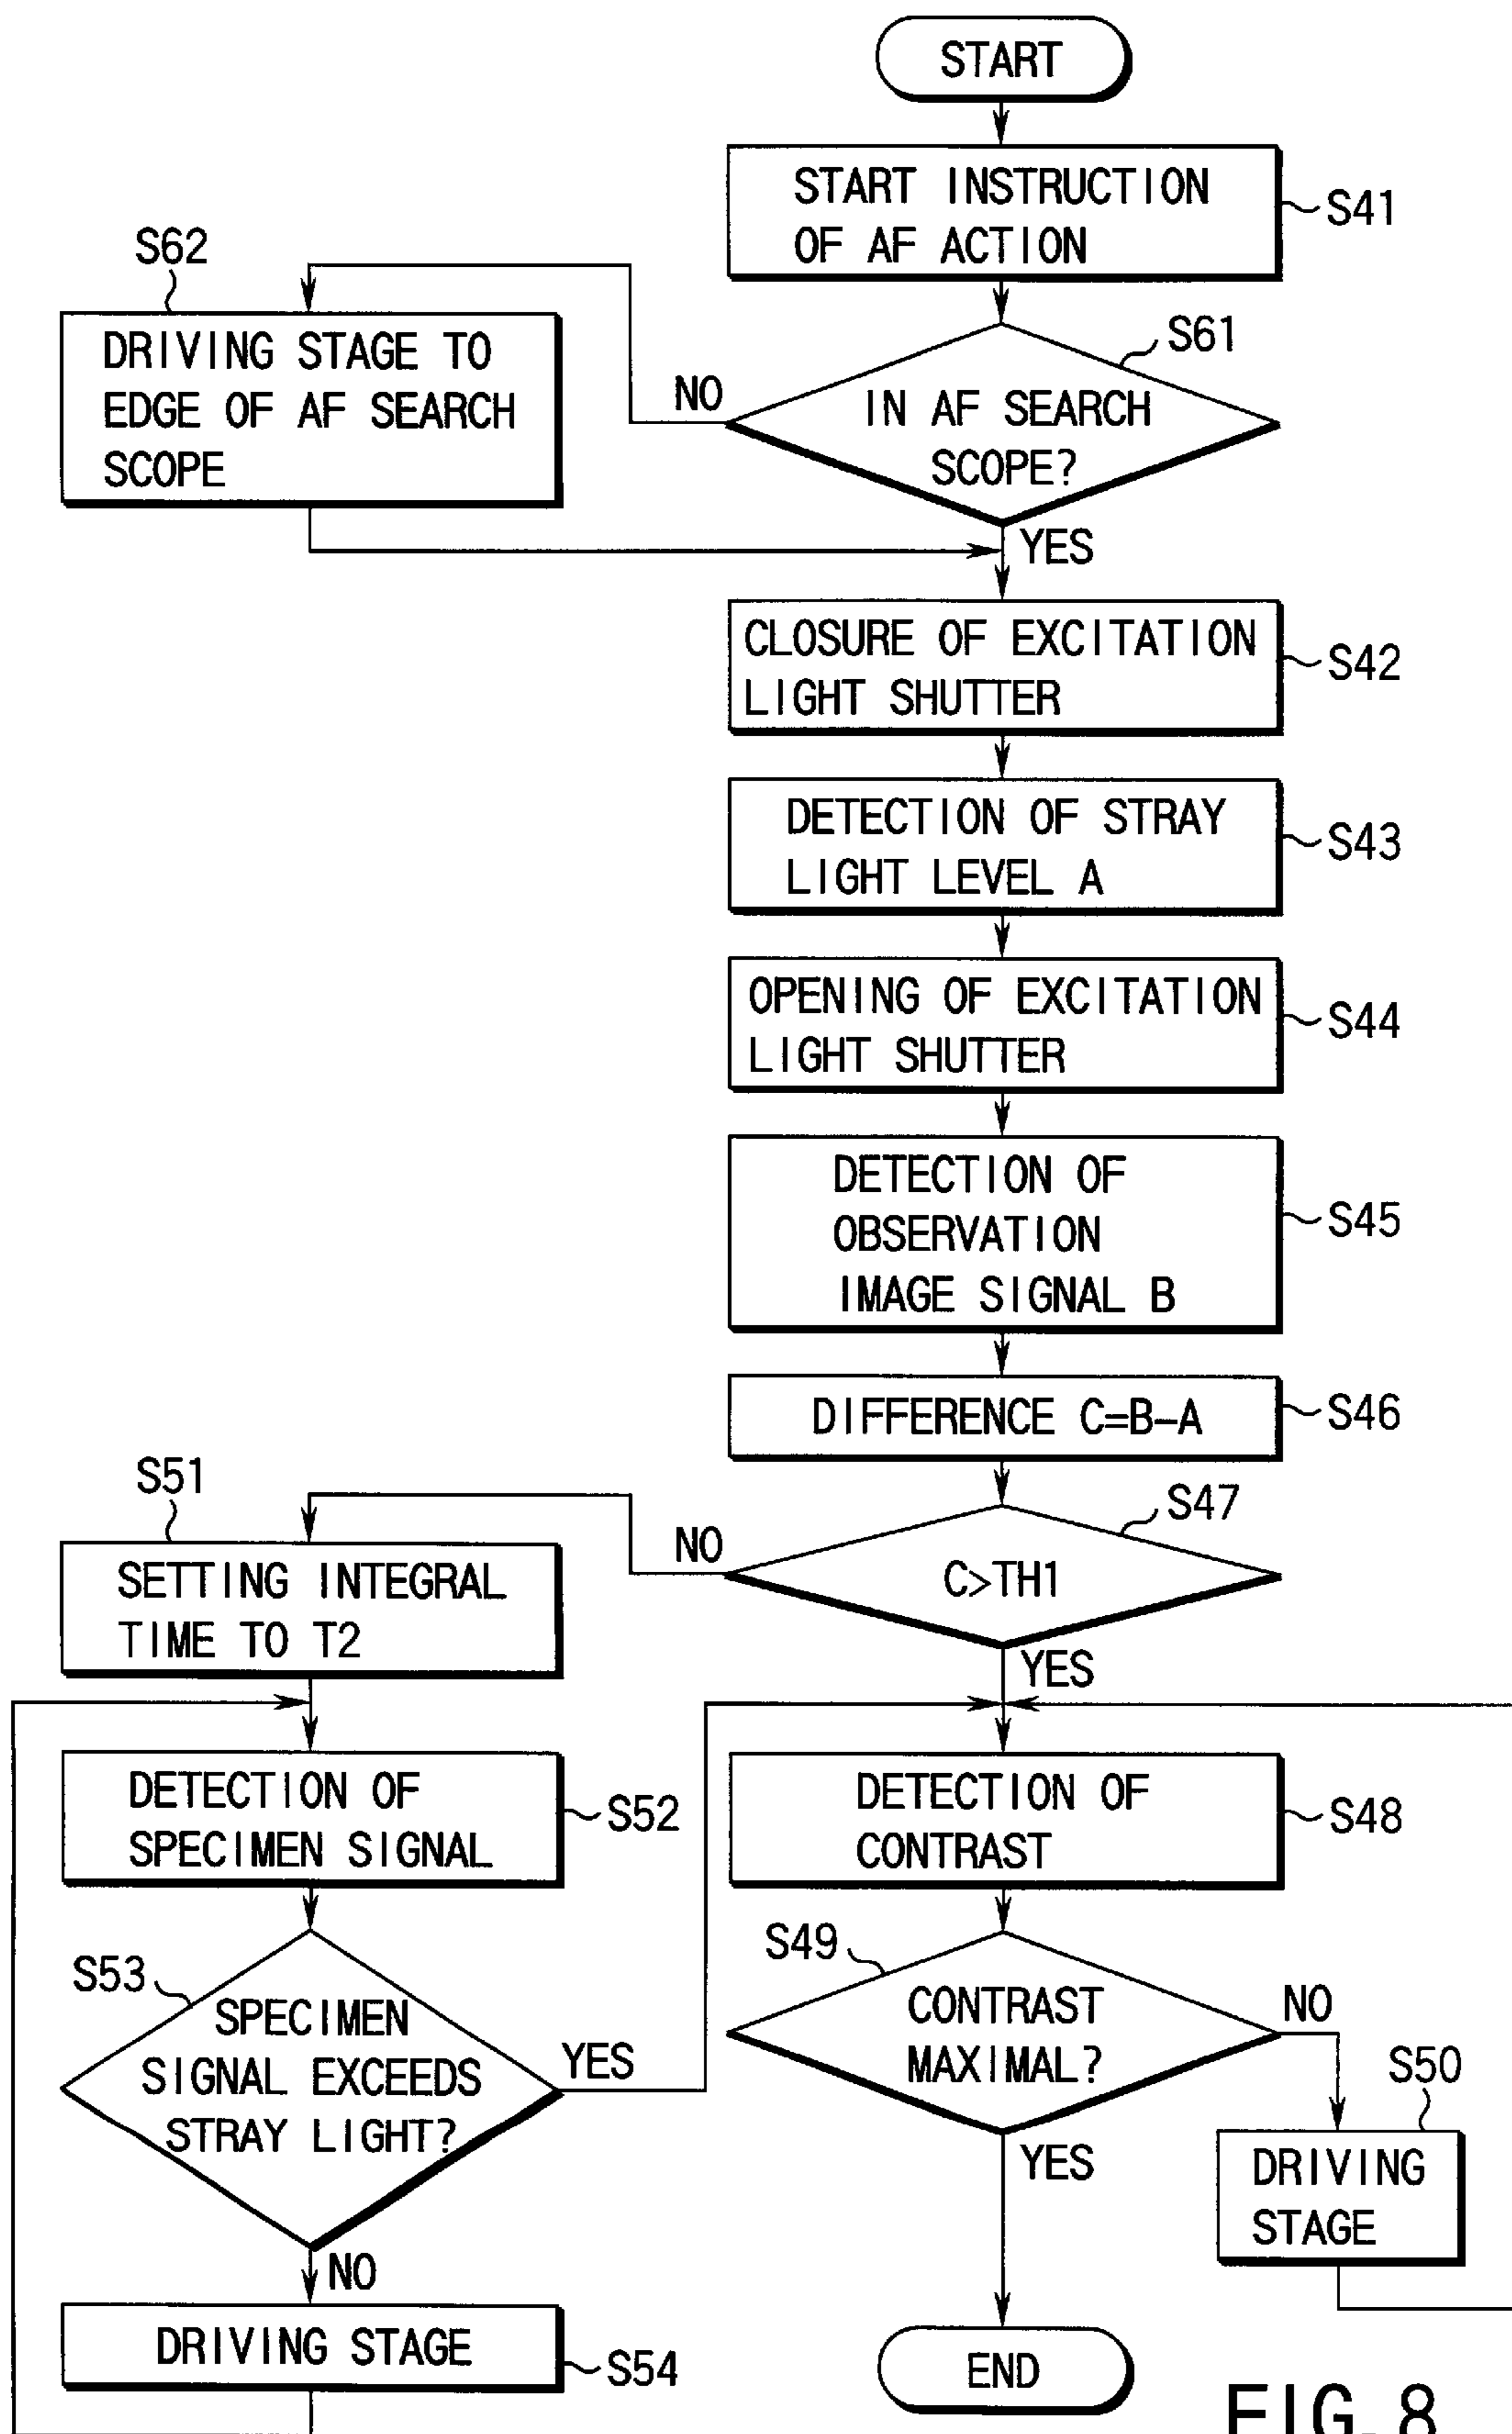 START
START INSTRUCTION
OF AF ACTION
S41
S62
DRIVING STAGE TO
EDGE OF AF SEARCH
SCOPE
S61
NO
IN AF SEARCH
SCOPE?
YES
CLOSURE OF EXCITATION
LIGHT SHUTTER
S42
DETECTION OF STRAY
LIGHT LEVEL A
S43
OPENING OF EXCITATION
LIGHT SHUTTER
S44
DETECTION OF
OBSERVATION
IMAGE SIGNAL B
S45
DIFFERENCE C=B-A
S46
S51
SETTING INTEGRAL
TIME TO T2
S47
NO
C>TH1
YES
DETECTION OF
SPECIMEN SIGNAL
S52
DETECTION OF
CONTRAST
S48
S53
SPECIMEN
SIGNAL EXCEEDS
STRAY LIGHT?
YES
NO
S49
CONTRAST
MAXIMAL?
NO
YES
S50
DRIVING
STAGE
DRIVING STAGE
S54
END
FIG.8